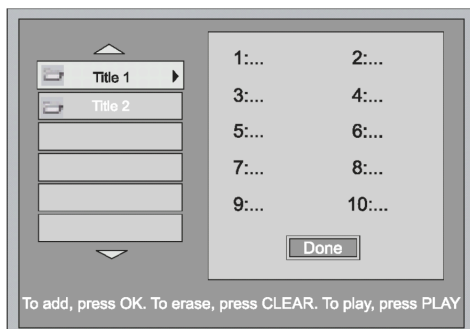 Title 1
Title 2
1:... 2:...
3:... 4:...
5:... 6:...
7:... 8:...
9:... 10:...
Done
To add, press OK. To erase, press CLEAR. To play, press PLAY